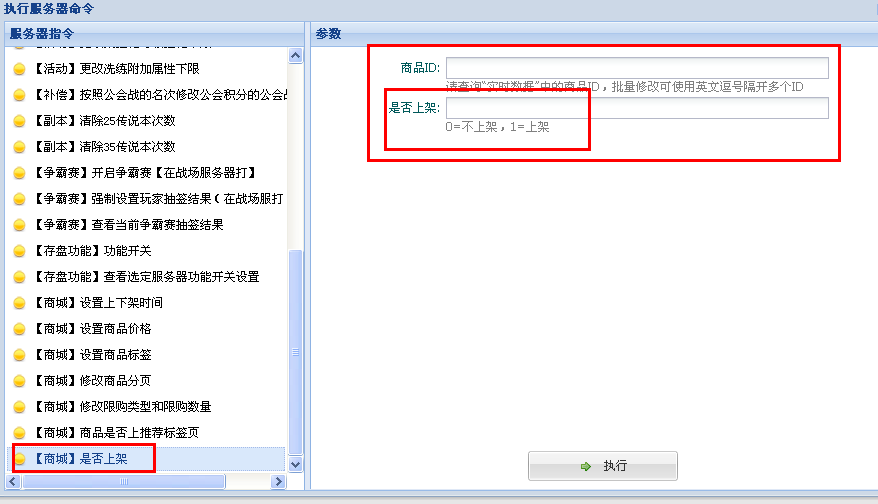 执行服务器命令
服务器指令
【活动】更改洗练附加属性下限
【补偿】按照公会战的名次修改公会积分的公会战
【副本】清除25传说本次数
【副本】清除35传说本次数
【争霸赛】开启争霸赛【在战场服务器打】
【争霸赛】强制设置玩家抽签结果(在战场服打
【争霸赛】查看当前争霸赛抽签结果
【存盘功能】功能开关
【存盘功能】查看选定服务器功能开关设置
【商城】设置上下架时间
【商城】设置商品价格
【商城】设置商品标签
【商城】修改商品分页
【商城】修改限购类型和限购数量
【商城】商品是否上推荐标签页
【商城】是否上架
参数
商品ID:
请查询“实时数据”中的商品ID，批量修改可使用英文逗号隔开多个ID
是否上架:
0=不上架，1=上架
执行